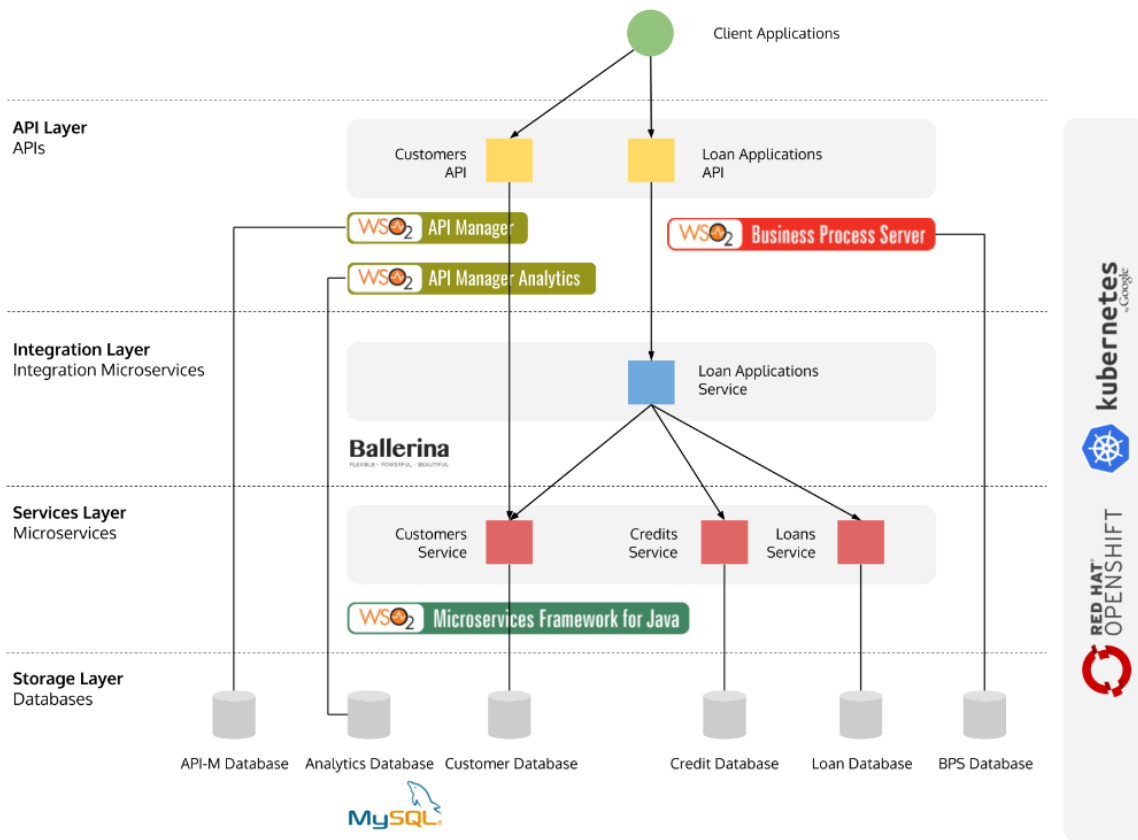 Client Applications
API Layer
APIs
Customers
API
Loan Applications
API
WSO2 API Manager
WSO2 Business Process Server
WSO2 API Manager Analytics
Integration Layer
Integration Microservices
Loan Applications
Service
Ballerina
FLEXIBLE - POWERFUL - BEAUTIFUL
Services Layer
Microservices
Customers
Service
Credits
Service
Loans
Service
WSO2 Microservices Framework for Java
Storage Layer
Databases
API-M Database
Analytics Database
Customer Database
Credit Database
Loan Database
BPS Database
MySQL®
kubernetes
by Google
RED HAT®
OPENSHIFT